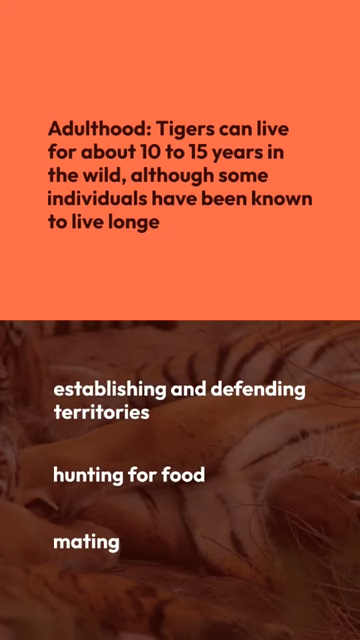 Adulthood: Tigers can live
for about 10 to 15 years in
the wild, although some
individuals have been known
to live longe
establishing and defending
territories
hunting for food
mating